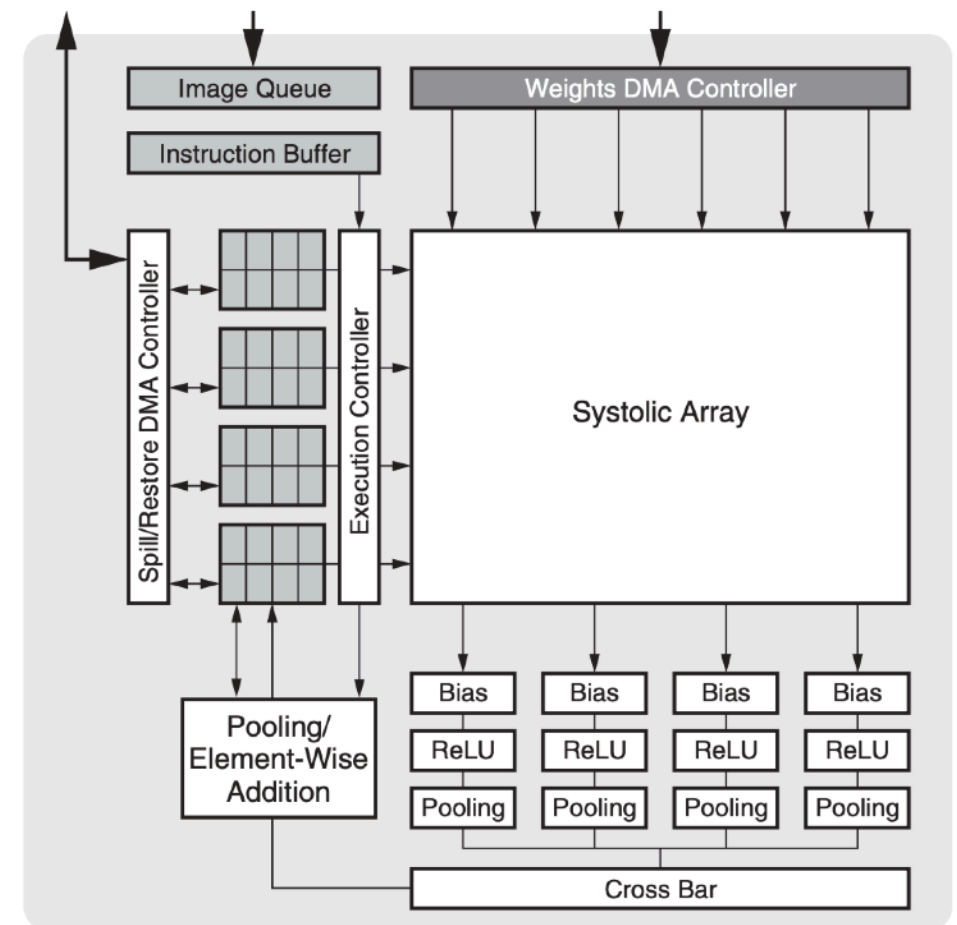 Image Queue
Weights DMA Controller
Instruction Buffer
Spill/Restore DMA Controller
Execution Controller
Systolic Array
Pooling/
Element-Wise
Addition
Bias
Bias
Bias
Bias
ReLU
ReLU
ReLU
ReLU
Pooling
Pooling
Pooling
Pooling
Cross Bar